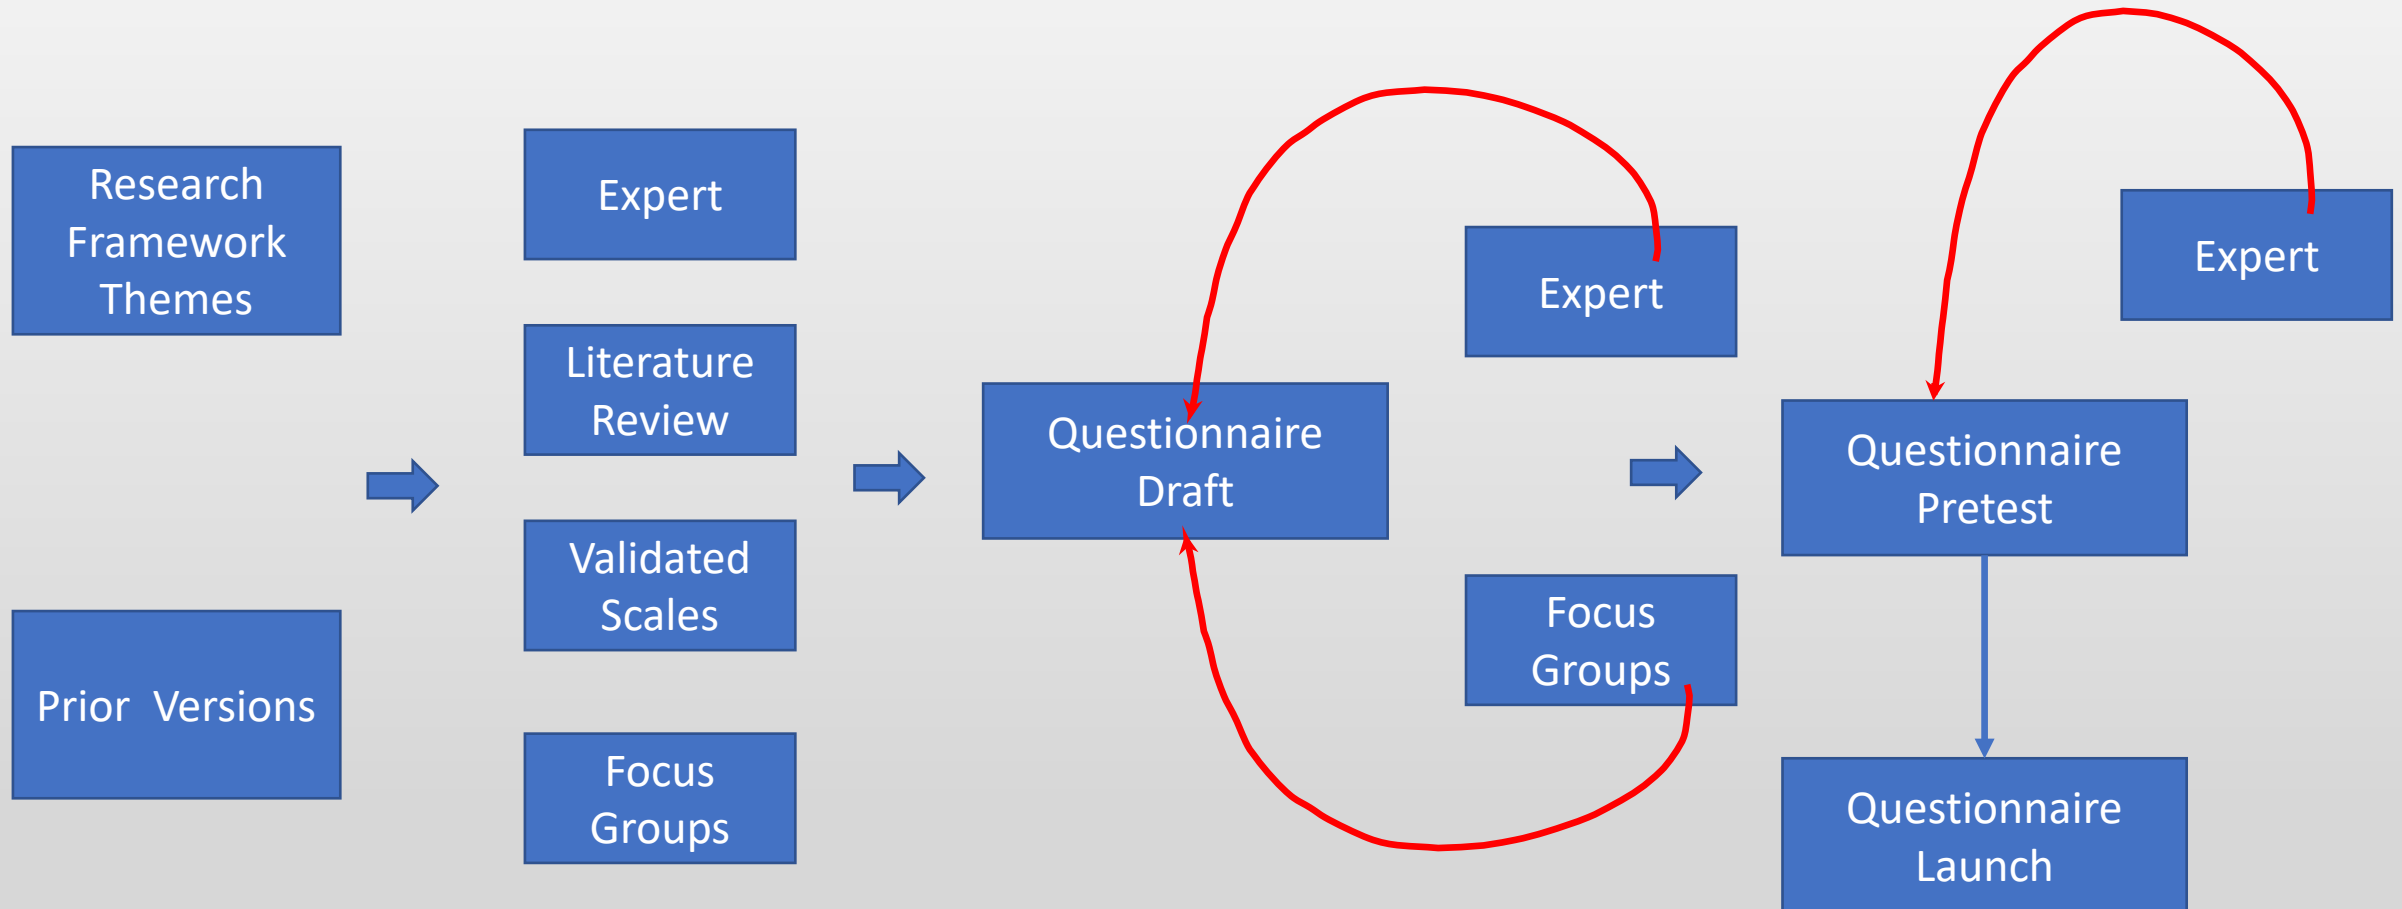 Research
Framework
Themes
Prior Versions
Expert
Literature
Review
Validated
Scales
Focus
Groups
Questionnaire
Draft
Expert
Focus
Groups
Expert
Questionnaire
Pretest
Questionnaire
Launch